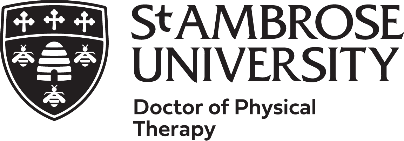 St AMBROSE
UNIVERSITY
Doctor of Physical
Therapy